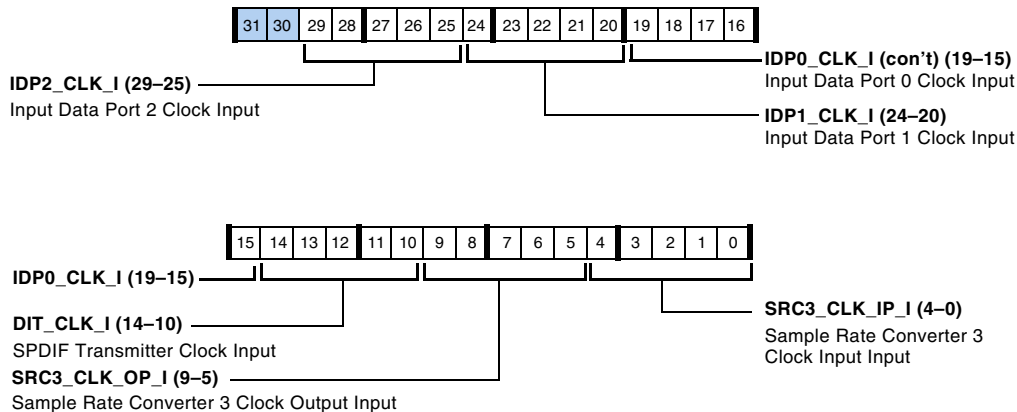 31 30 29 28 27 26 25 24 23 22 21 20 19 18 17 16
IDP2_CLK_I (29–25)
Input Data Port 2 Clock Input
IDP0_CLK_I (con't) (19–15)
Input Data Port 0 Clock Input
IDP1_CLK_I (24–20)
Input Data Port 1 Clock Input
15 14 13 12 11 10 9 8 7 6 5 4 3 2 1 0
IDP0_CLK_I (19–15)
DIT_CLK_I (14–10)
SPDIF Transmitter Clock Input
SRC3_CLK_OP_I (9–5)
Sample Rate Converter 3 Clock Output Input
SRC3_CLK_IP_I (4–0)
Sample Rate Converter 3
Clock Input Input